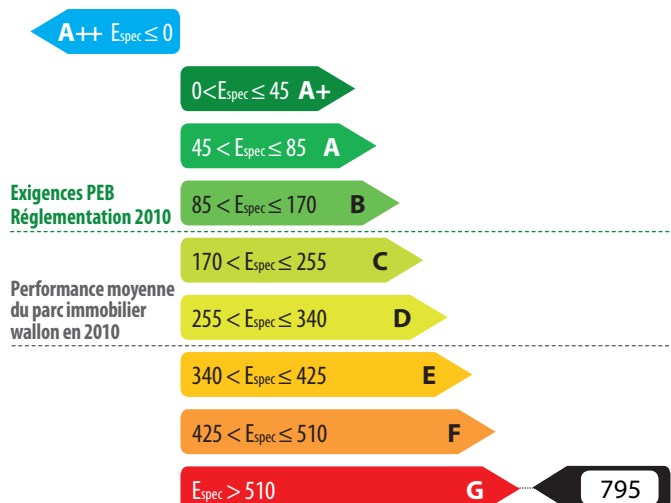 A++ Espec ≤ 0
0<Espec ≤ 45 A+
45 < Espec ≤ 85 A
Exigences PEB
Réglementation 2010
85 < Espec ≤ 170 B
170 < Espec ≤ 255 C
Performance moyenne
du parc immobilier
wallon en 2010
255 < Espec ≤ 340 D
340 < Espec ≤ 425 E
425 < Espec ≤ 510 F
Espec > 510 G 795